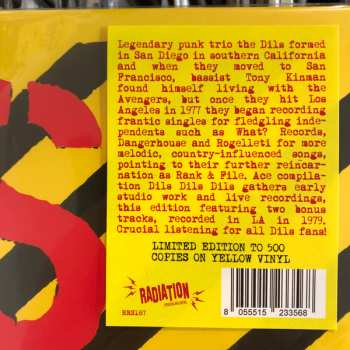 Legendary punk trio the Dils formed
in San Diego in southern California
and when they moved to San
Francisco, bassist Tony Kinman
found himself living with the
Avengers, but once they hit Los
Angeles in 1977 they began recording
frantic singles for fledgling inde-
pendents such as What? Records,
Dangerhouse and Rogelleti for more
melodic, country-influenced songs,
pointing to their further reincar-
nation as Rank & File. Ace compila-
tion Dils Dils Dils gathers early
studio work and live recordings,
this edition featuring two bonus
tracks, recorded in LA in 1979.
Crucial listening for all Dils fans!
LIMITED EDITION TO 500
COPIES ON YELLOW VINYL
RADIATION
RRS167
8 055515 233568
S